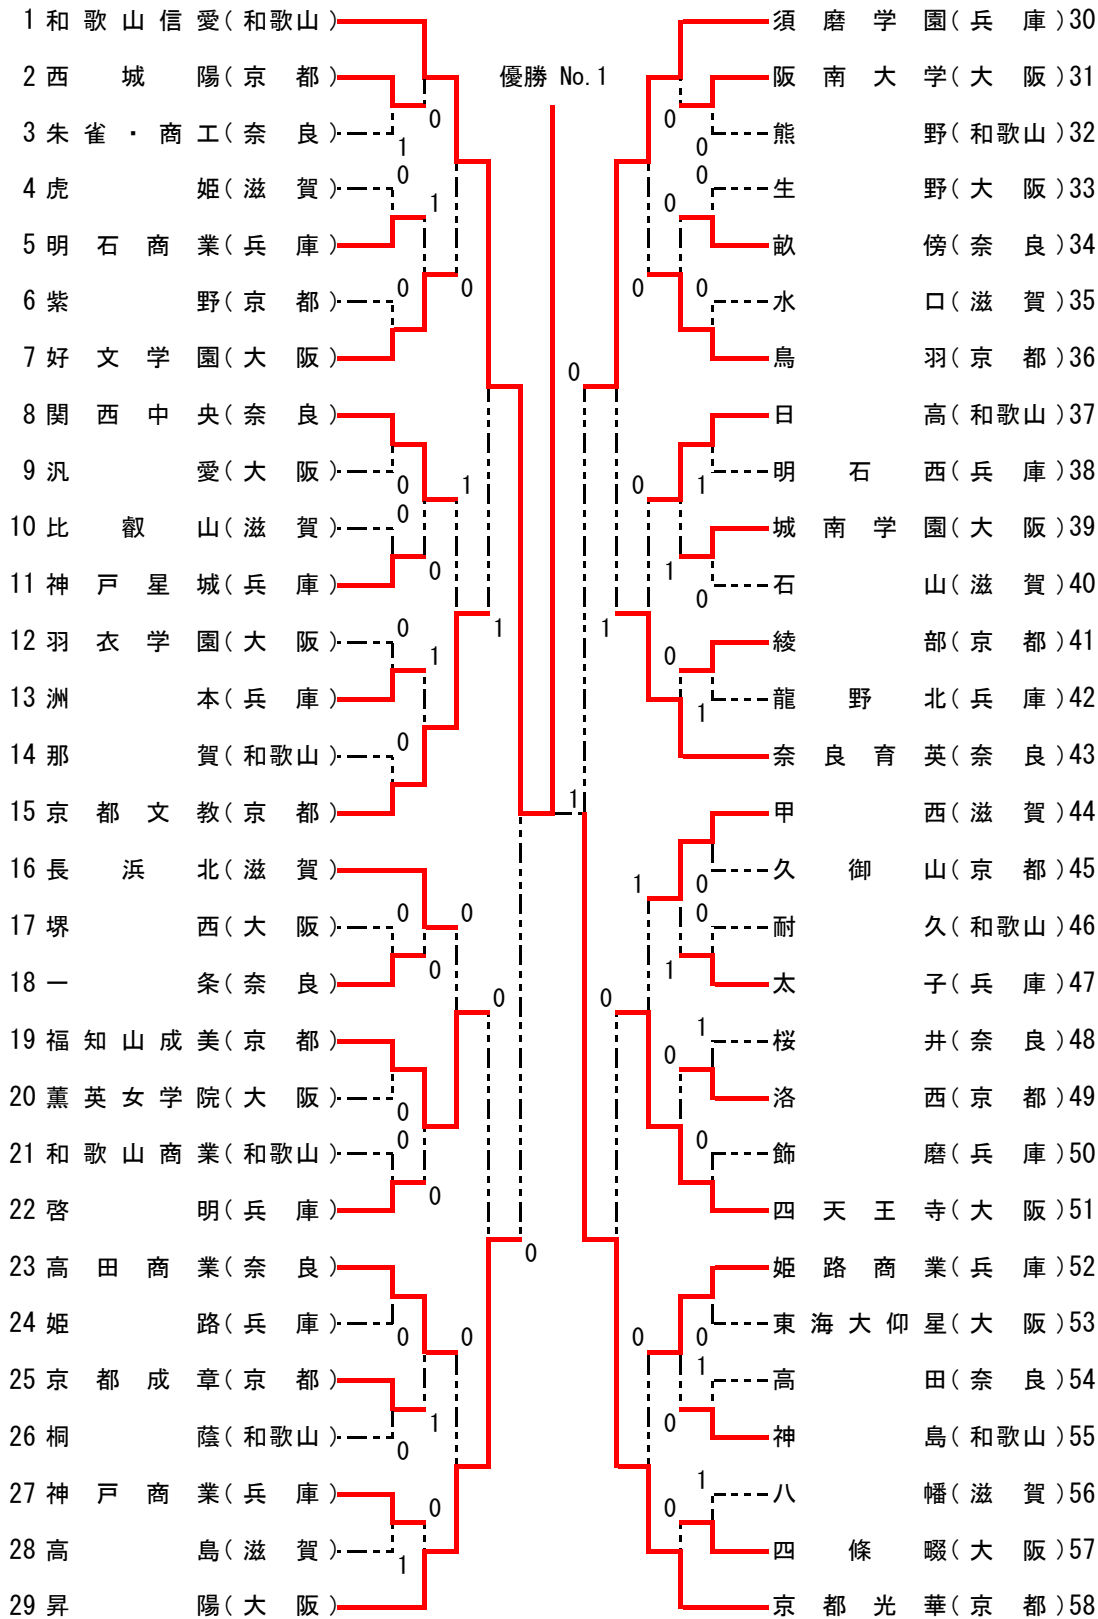 1 和歌山信愛(和歌山) 須磨学園(兵庫)30
2 西城陽(京都) 優勝 No.1 阪南大学(大阪)31
0 0
3 朱雀・商工(奈良) 熊野(和歌山)32
1 0
0 0
4 虎姫(滋賀) 生野(大阪)33
1 0
5 明石商業(兵庫) 畝傍(奈良)34
0 0 0 0
6 紫野(京都) 水口(滋賀)35
7 好文学園(大阪) 鳥羽(京都)36
0
8 関西中央(奈良) 日高(和歌山)37
9 汎愛(大阪) 明石西(兵庫)38
0 1 0 1
0
10 比叡山(滋賀) 城南学園(大阪)39
0 1
11 神戸星城(兵庫) 石山(滋賀)40
0
0 1 1
12 羽衣学園(大阪) 綾部(京都)41
1 0
13 洲本(兵庫) 龍野北(兵庫)42
1
0
14 那賀(和歌山) 奈良育英(奈良)43
1
15 京都文教(京都) 甲西(滋賀)44
16 長浜北(滋賀) 久御山(京都)45
1 0
0 0 0
17 堺西(大阪) 耐久(和歌山)46
0 1
18 一条(奈良) 太子(兵庫)47
0 0
1
19 福知山成美(京都) 桜井(奈良)48
0
20 薫英女学院(大阪) 洛西(京都)49
0
0 0
21 和歌山商業(和歌山) 飾磨(兵庫)50
0
22 啓明(兵庫) 四天王寺(大阪)51
0
23 高田商業(奈良) 姫路商業(兵庫)52
24 姫路(兵庫) 東海大仰星(大阪)53
0 0 0 0
1
25 京都成章(京都) 高田(奈良)54
1 0
26 桐蔭(和歌山) 神島(和歌山)55
0
1
27 神戸商業(兵庫) 八幡(滋賀)56
0 0
28 高島(滋賀) 四條畷(大阪)57
1
29 昇陽(大阪) 京都光華(京都)58